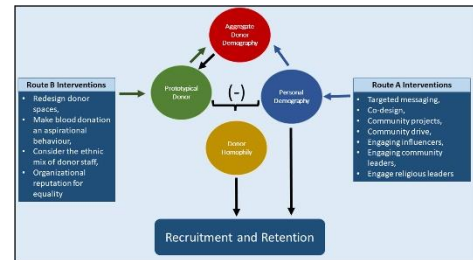 Aggregate
Donor
Demography
Prototypical
Donor
(-)
Personal
Demography
Donor
Homophily
Route B Interventions
• Redesign donor
spaces,
• Make blood donation
an aspirational
behaviour,
• Consider the ethnic
mix of donor staff,
• Organizational
reputation for
equality
Route A Interventions
• Targeted messaging,
• Co-design,
• Community projects,
• Community drive,
• Engaging influencers,
• Engaging community
leaders,
• Engage religious leaders
Recruitment and Retention